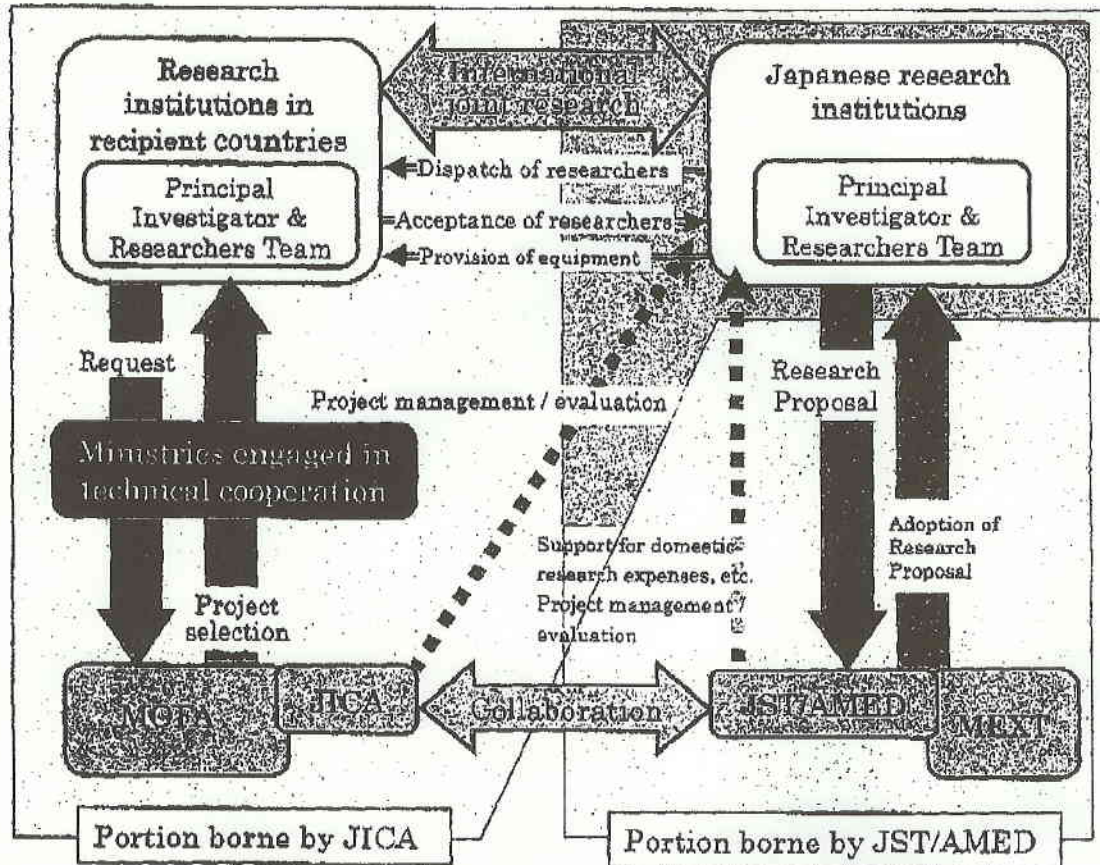 Research
institutions in
recipient countries
Principal
Investigator &
Researchers Team
International
joint research
Japanese research
institutions
Principal
Investigator &
Researchers Team
Dispatch of researchers
Acceptance of researchers
Provision of equipment
Request
Project management / evaluation
Research
Proposal
Ministries engaged in
technical cooperation
Adoption of
Research
Proposal
Support for domestic
research expenses, etc.
Project management /
evaluation
Project
selection
MOFA
JICA
Collaboration
JST/AMED
MEXT
Portion borne by JICA
Portion borne by JST/AMED